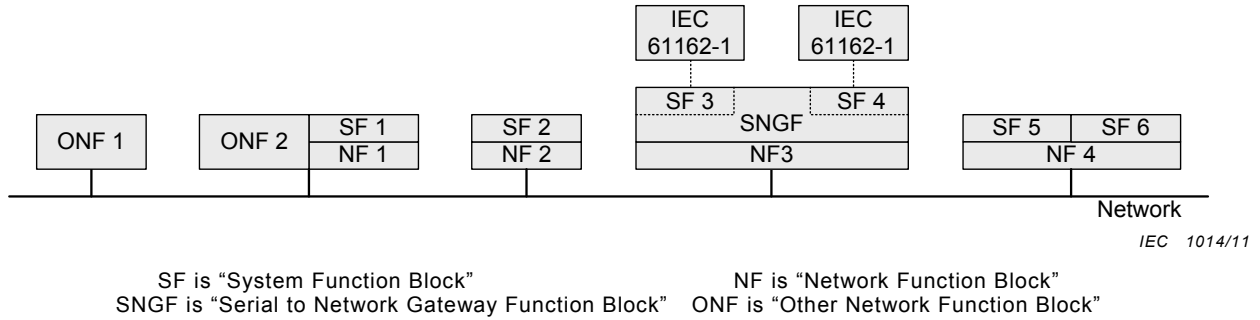 IEC
61162-1
IEC
61162-1
SF 3
SF 4
SNGF
NF3
ONF 1
ONF 2
SF 1
NF 1
SF 2
NF 2
SF 5
SF 6
NF 4
Network
IEC 1014/11
SF is “System Function Block” NF is “Network Function Block”
SNGF is “Serial to Network Gateway Function Block” ONF is “Other Network Function Block”